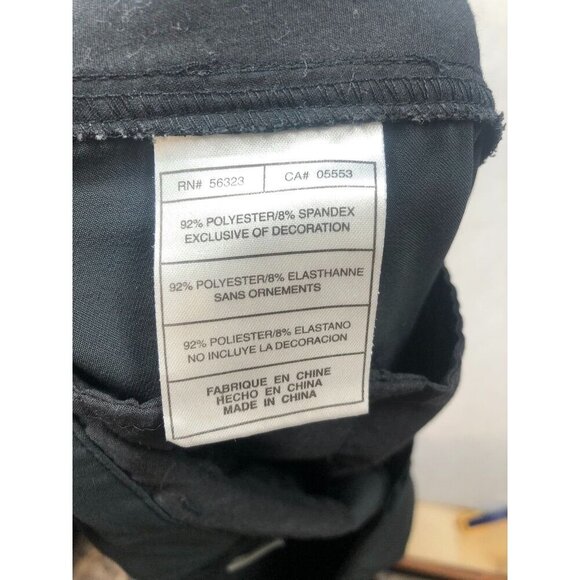 RN# 56323 CA# 05553
92% POLYESTER/8% SPANDEX
EXCLUSIVE OF DECORATION
92% POLYESTER/8% ELASTHANNE
SANS ORNEMENTS
92% POLIESTER/8% ELASTANO
NO INCLUYE LA DECORACION
FABRIQUE EN CHINE
HECHO EN CHINA
MADE IN CHINA